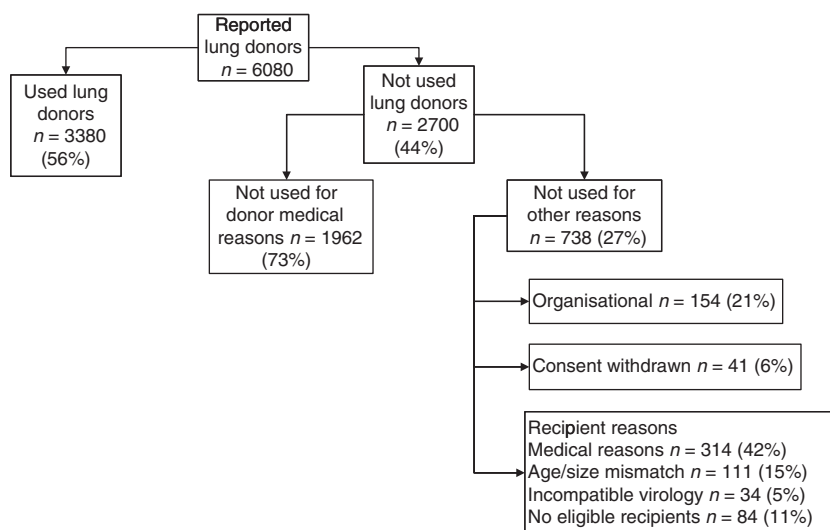 Reported
lung donors
n = 6080
Used lung
donors
n = 3380
(56%)
Not used
lung donors
n = 2700
(44%)
Not used for
donor medical
reasons n = 1962
(73%)
Not used for
other reasons
n = 738 (27%)
Organisational n = 154 (21%)
Consent withdrawn n = 41 (6%)
Recipient reasons
Medical reasons n = 314 (42%)
Age/size mismatch n = 111 (15%)
Incompatible virology n = 34 (5%)
No eligible recipients n = 84 (11%)